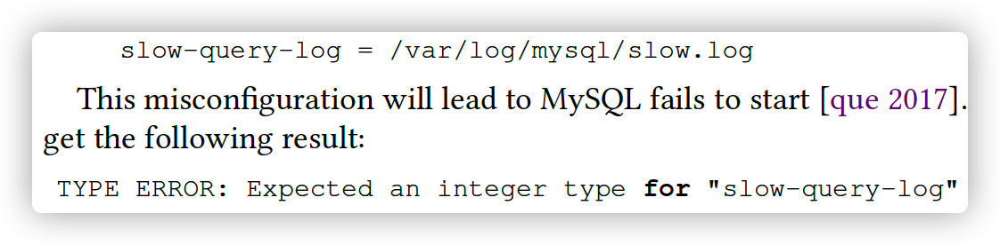 slow-query-log = /var/log/mysql/slow.log
This misconfiguration will lead to MySQL fails to start [que 2017].
get the following result:
TYPE ERROR: Expected an integer type for "slow-query-log"